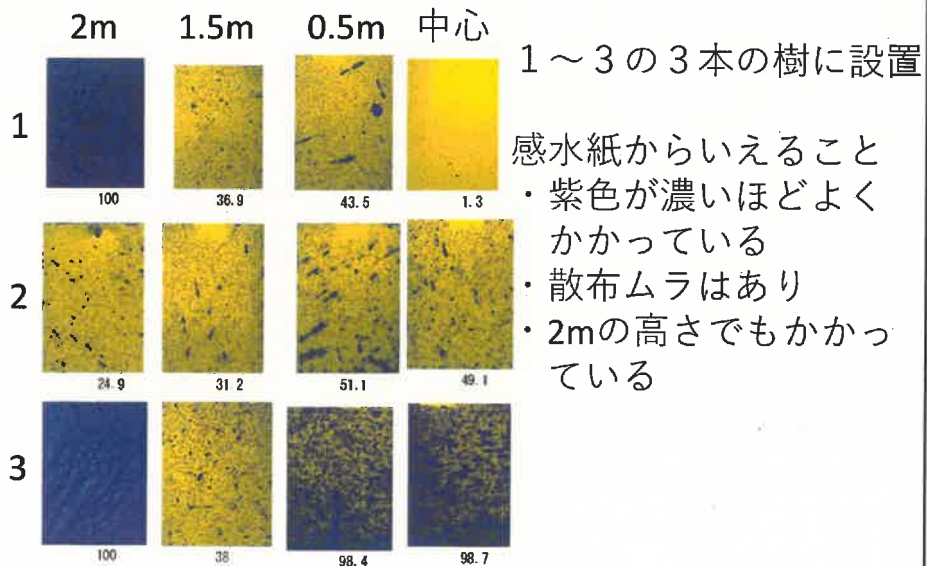 2m 1.5m 0.5m 中心
1~3の3本の樹に設置
1
100 36.9 43.5 1.3
感水紙からいえること
・紫色が濃いほどよく
かかっている
・散布ムラはあり
・2mの高さでもかかっ
ている
2
24.9 31.2 51.1 49.1
3
100 38 98.4 98.7